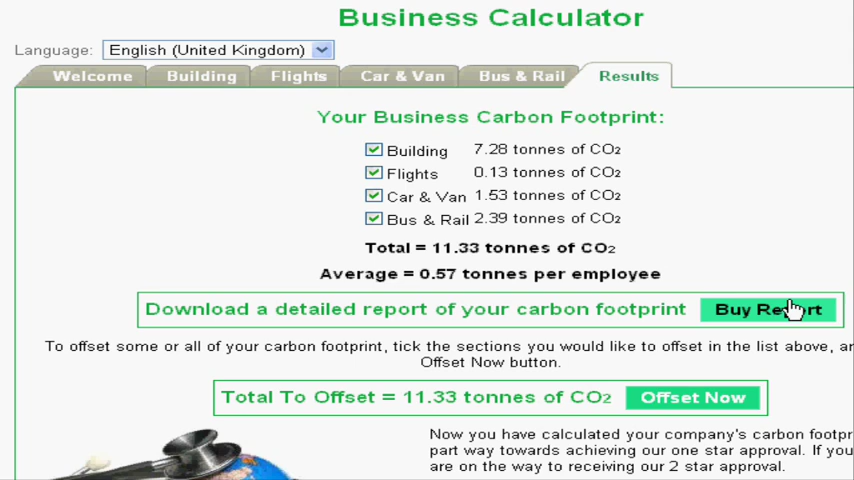 Business Calculator
Language: English (United Kingdom)
Welcome Building Flights Car & Van Bus & Rail Results
Your Business Carbon Footprint:
Building 7.28 tonnes of CO₂
Flights 0.13 tonnes of CO₂
Car & Van 1.53 tonnes of CO₂
Bus & Rail 2.39 tonnes of CO₂
Total = 11.33 tonnes of CO₂
Average = 0.57 tonnes per employee
Download a detailed report of your carbon footprint Buy Report
To offset some or all of your carbon footprint, tick the sections you would like to offset in the list above,
Offset Now button.
Total To Offset = 11.33 tonnes of CO₂ Offset Now
Now you have calculated your company's carbon footpr
part way towards achieving our one star approval. If you
are on the way to receiving our 2 star approval.